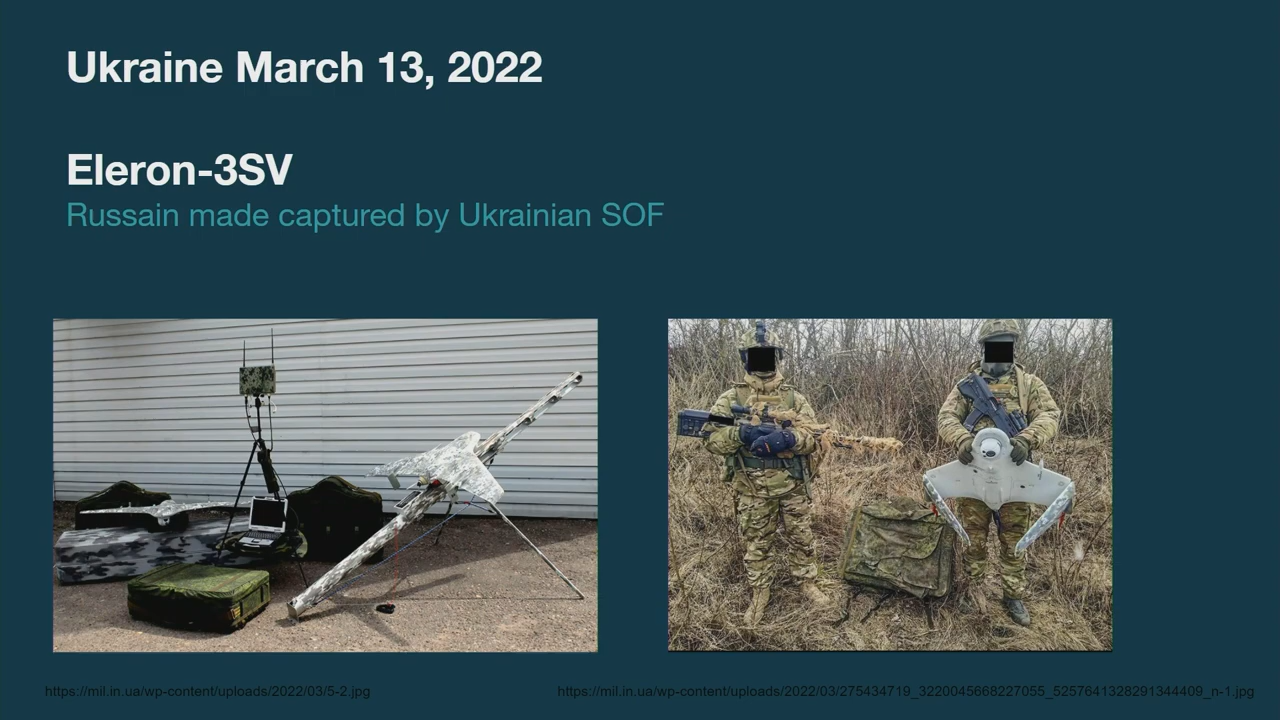 Ukraine March 13, 2022
Eleron-3SV
Russain made captured by Ukrainian SOF
https://mil.in.ua/wp-content/uploads/2022/03/5-2.jpg
https://mil.in.ua/wp-content/uploads/2022/03/275434719_3220045668227055_5257641328291344409_n-1.jpg